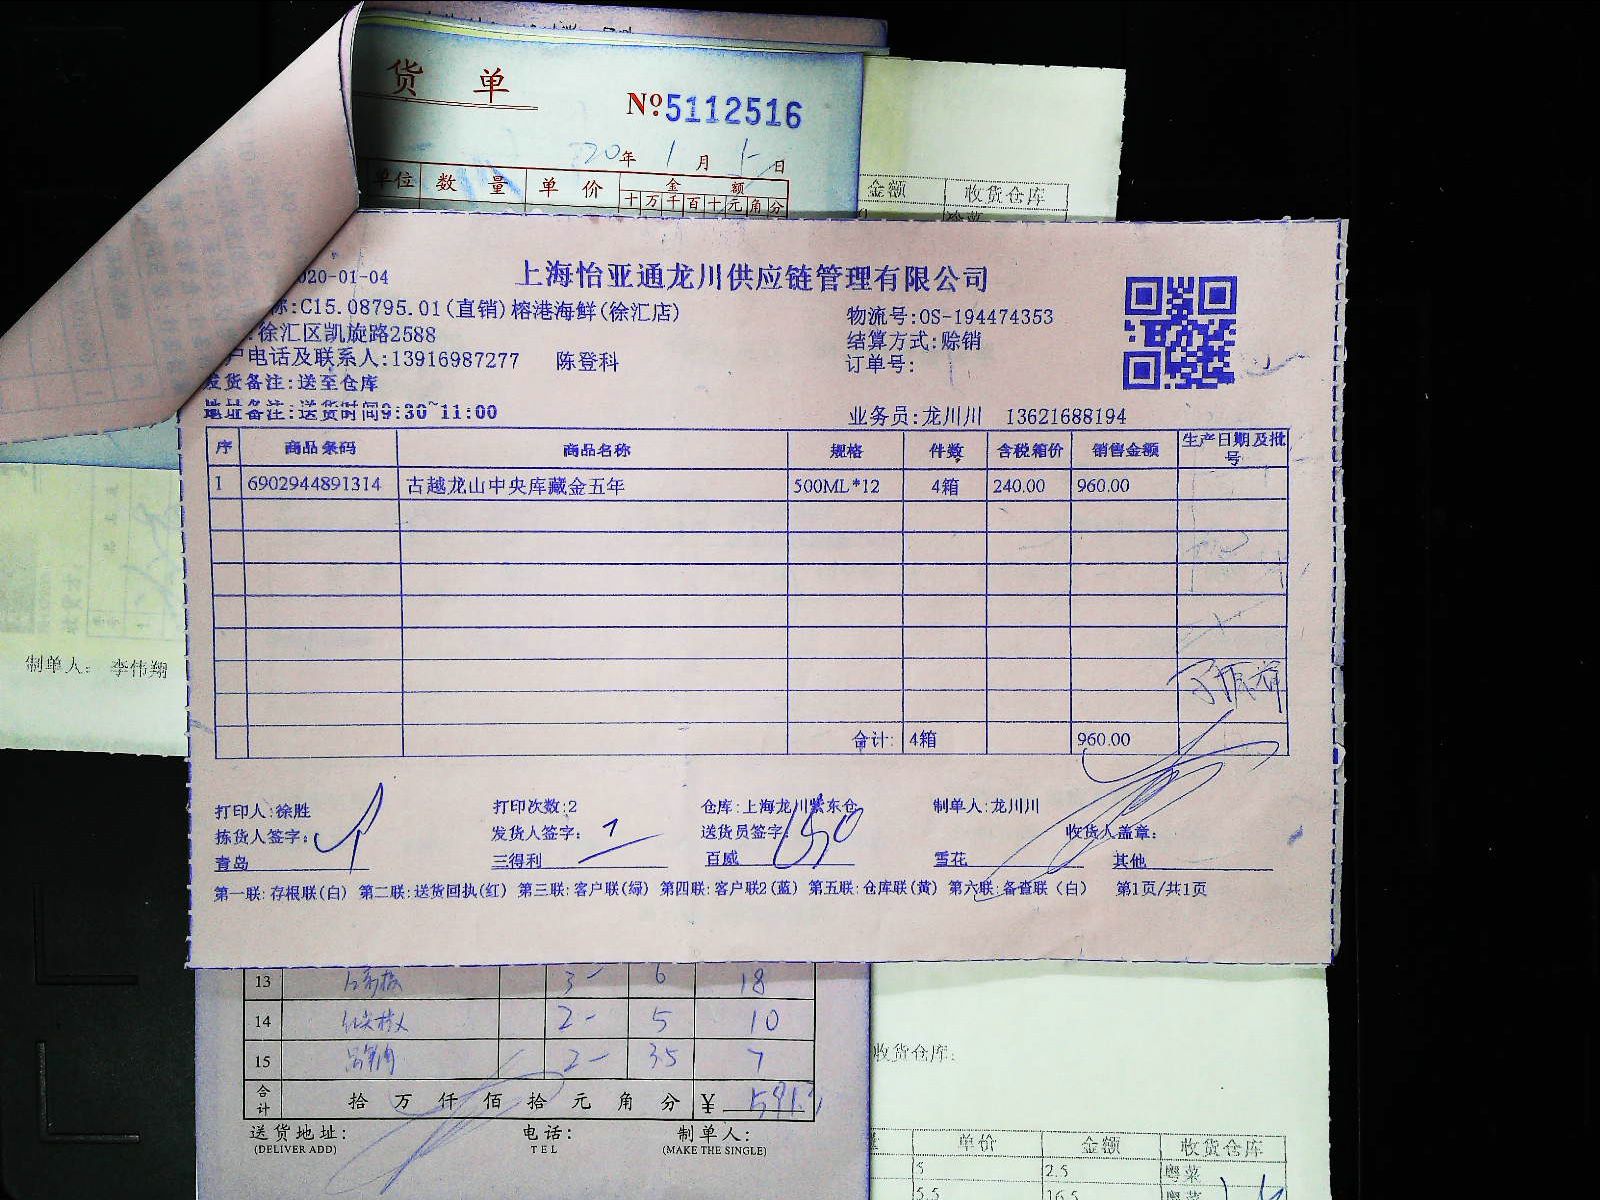 货 单
№5112516
20年 1 月 5 日
单位 数 量 单 价 金 额
十万千百十元角分
金额 收货仓库
020-01-04
上海怡亚通龙川供应链管理有限公司
称:C15.08795.01(直销)榕港海鲜(徐汇店)
物流号:OS-194474353
徐汇区凯旋路2588
结算方式:赊销
户电话及联系人:13916987277 陈登科
订单号:
发货备注:送至仓库
地址备注:送货时间9:30~11:00
业务员:龙川川 13621688194
序 商品条码 商品名称 规格 件数 含税箱价 销售金额 生产日期及批号
1 6902944891314 古越龙山中央库藏金五年 500ML*12 4箱 240.00 960.00
合计: 4箱 960.00
制单人: 李伟翔
打印人:徐胜 打印次数:2 仓库:上海龙川紫东仓 制单人:龙川川
拣货人签字: 发货人签字: 送货员签字: 收货人盖章:
青岛 三得利 百威 雪花 其他
第一联:存根联(白) 第二联:送货回执(红) 第三联:客户联(绿) 第四联:客户联2(蓝) 第五联:仓库联(黄) 第六联:备查联(白) 第1页/共1页
13 3- 6 18
14 2- 5 10
15 2- 35 7
合计 拾 万 仟 佰 拾 元 角 分 ¥
送货地址: 电话: 制单人:
(DELIVER ADD) TEL (MAKE THE SINGLE)
收货仓库:
单价 金额 收货仓库
5 2.5 粤菜
5.5 16.5 粤菜